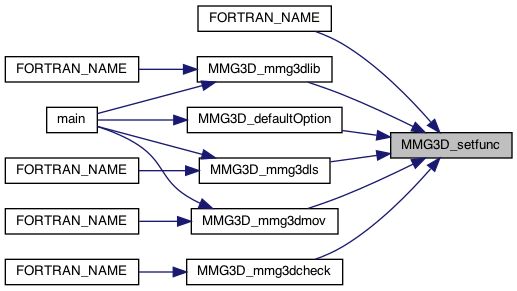 FORTRAN_NAME
FORTRAN_NAME
MMG3D_mmg3dlib
main
MMG3D_defaultOption
MMG3D_setfunc
FORTRAN_NAME
MMG3D_mmg3dls
FORTRAN_NAME
MMG3D_mmg3dmov
FORTRAN_NAME
MMG3D_mmg3dcheck